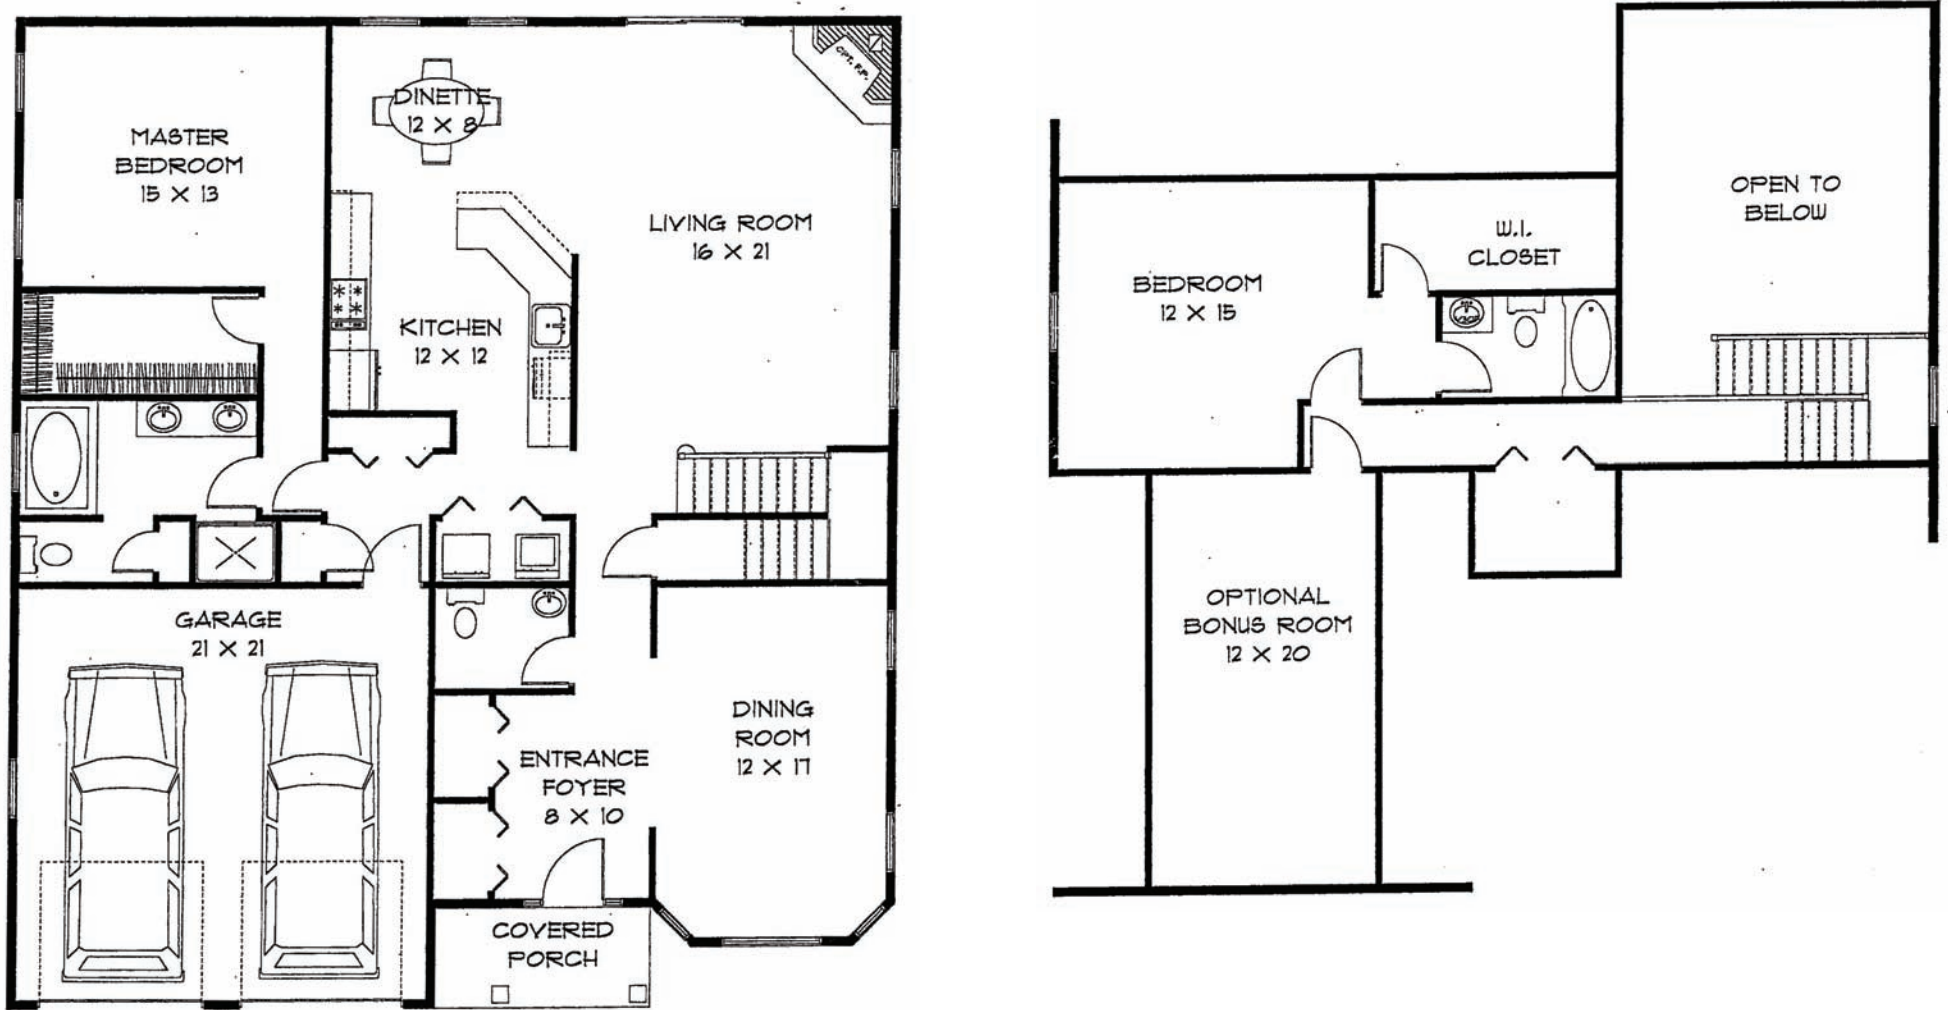 MASTER
BEDROOM
15 X 13
DINETTE
12 X 8
OPT. F.P.
LIVING ROOM
16 X 21
KITCHEN
12 X 12
GARAGE
21 X 21
ENTRANCE
FOYER
8 X 10
DINING
ROOM
12 X 17
COVERED
PORCH
OPEN TO
BELOW
W.I.
CLOSET
BEDROOM
12 X 15
OPTIONAL
BONUS ROOM
12 X 20